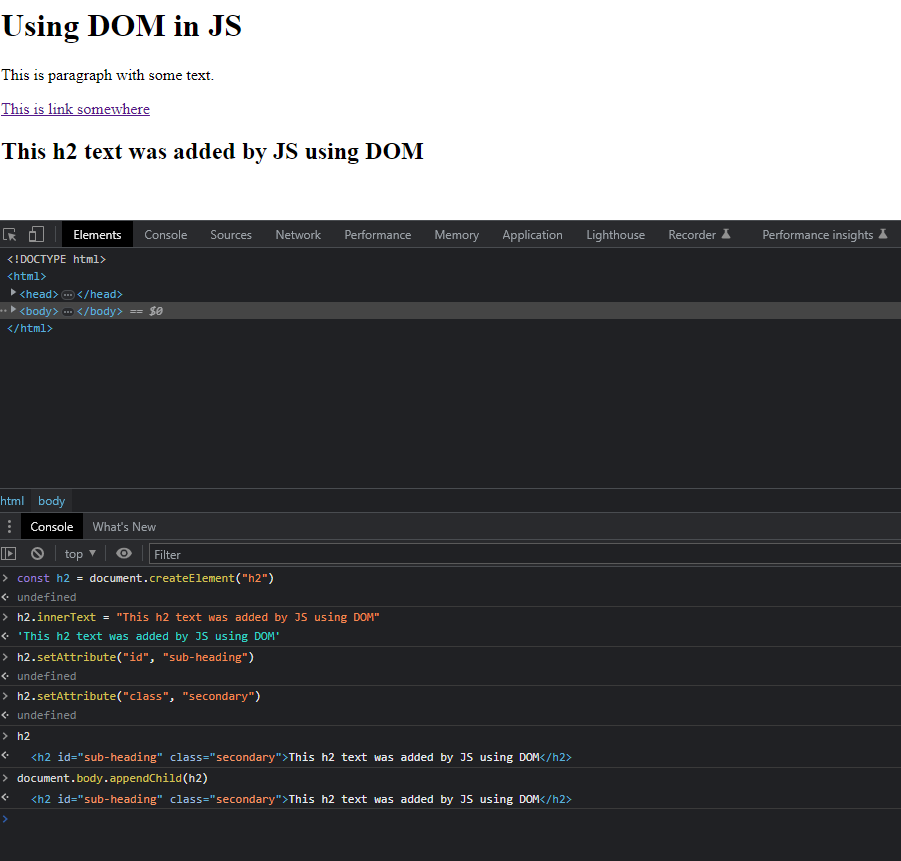 Using DOM in JS
This is paragraph with some text.
This is link somewhere
This h2 text was added by JS using DOM
Elements Console Sources Network Performance Memory Application Lighthouse Recorder Performance insights
<!DOCTYPE html>
<html>
<head>…</head>
<body>…</body> == $0
</html>
html body
Console What's New
top Filter
const h2 = document.createElement("h2")
undefined
h2.innerText = "This h2 text was added by JS using DOM"
'This h2 text was added by JS using DOM'
h2.setAttribute("id", "sub-heading")
undefined
h2.setAttribute("class", "secondary")
undefined
h2
<h2 id="sub-heading" class="secondary">This h2 text was added by JS using DOM</h2>
document.body.appendChild(h2)
<h2 id="sub-heading" class="secondary">This h2 text was added by JS using DOM</h2>